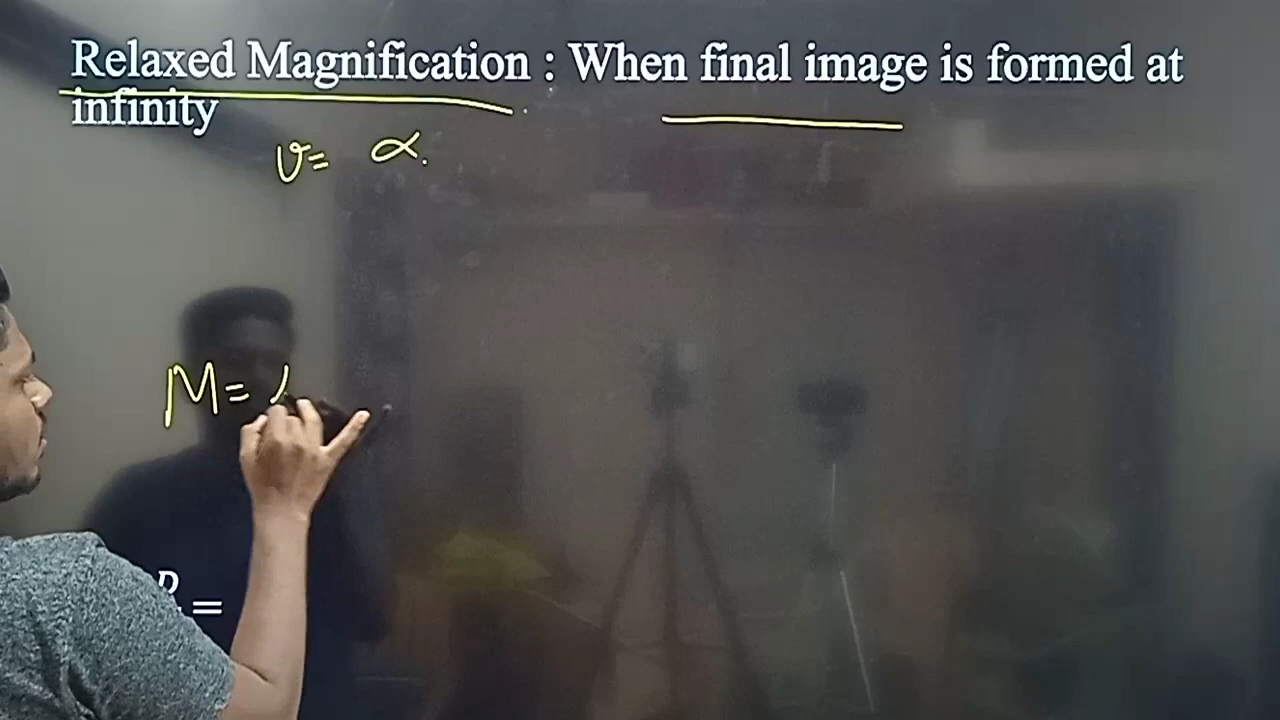 Relaxed Magnification : When final image is formed at
infinity
v= ∝.
M=
D
=